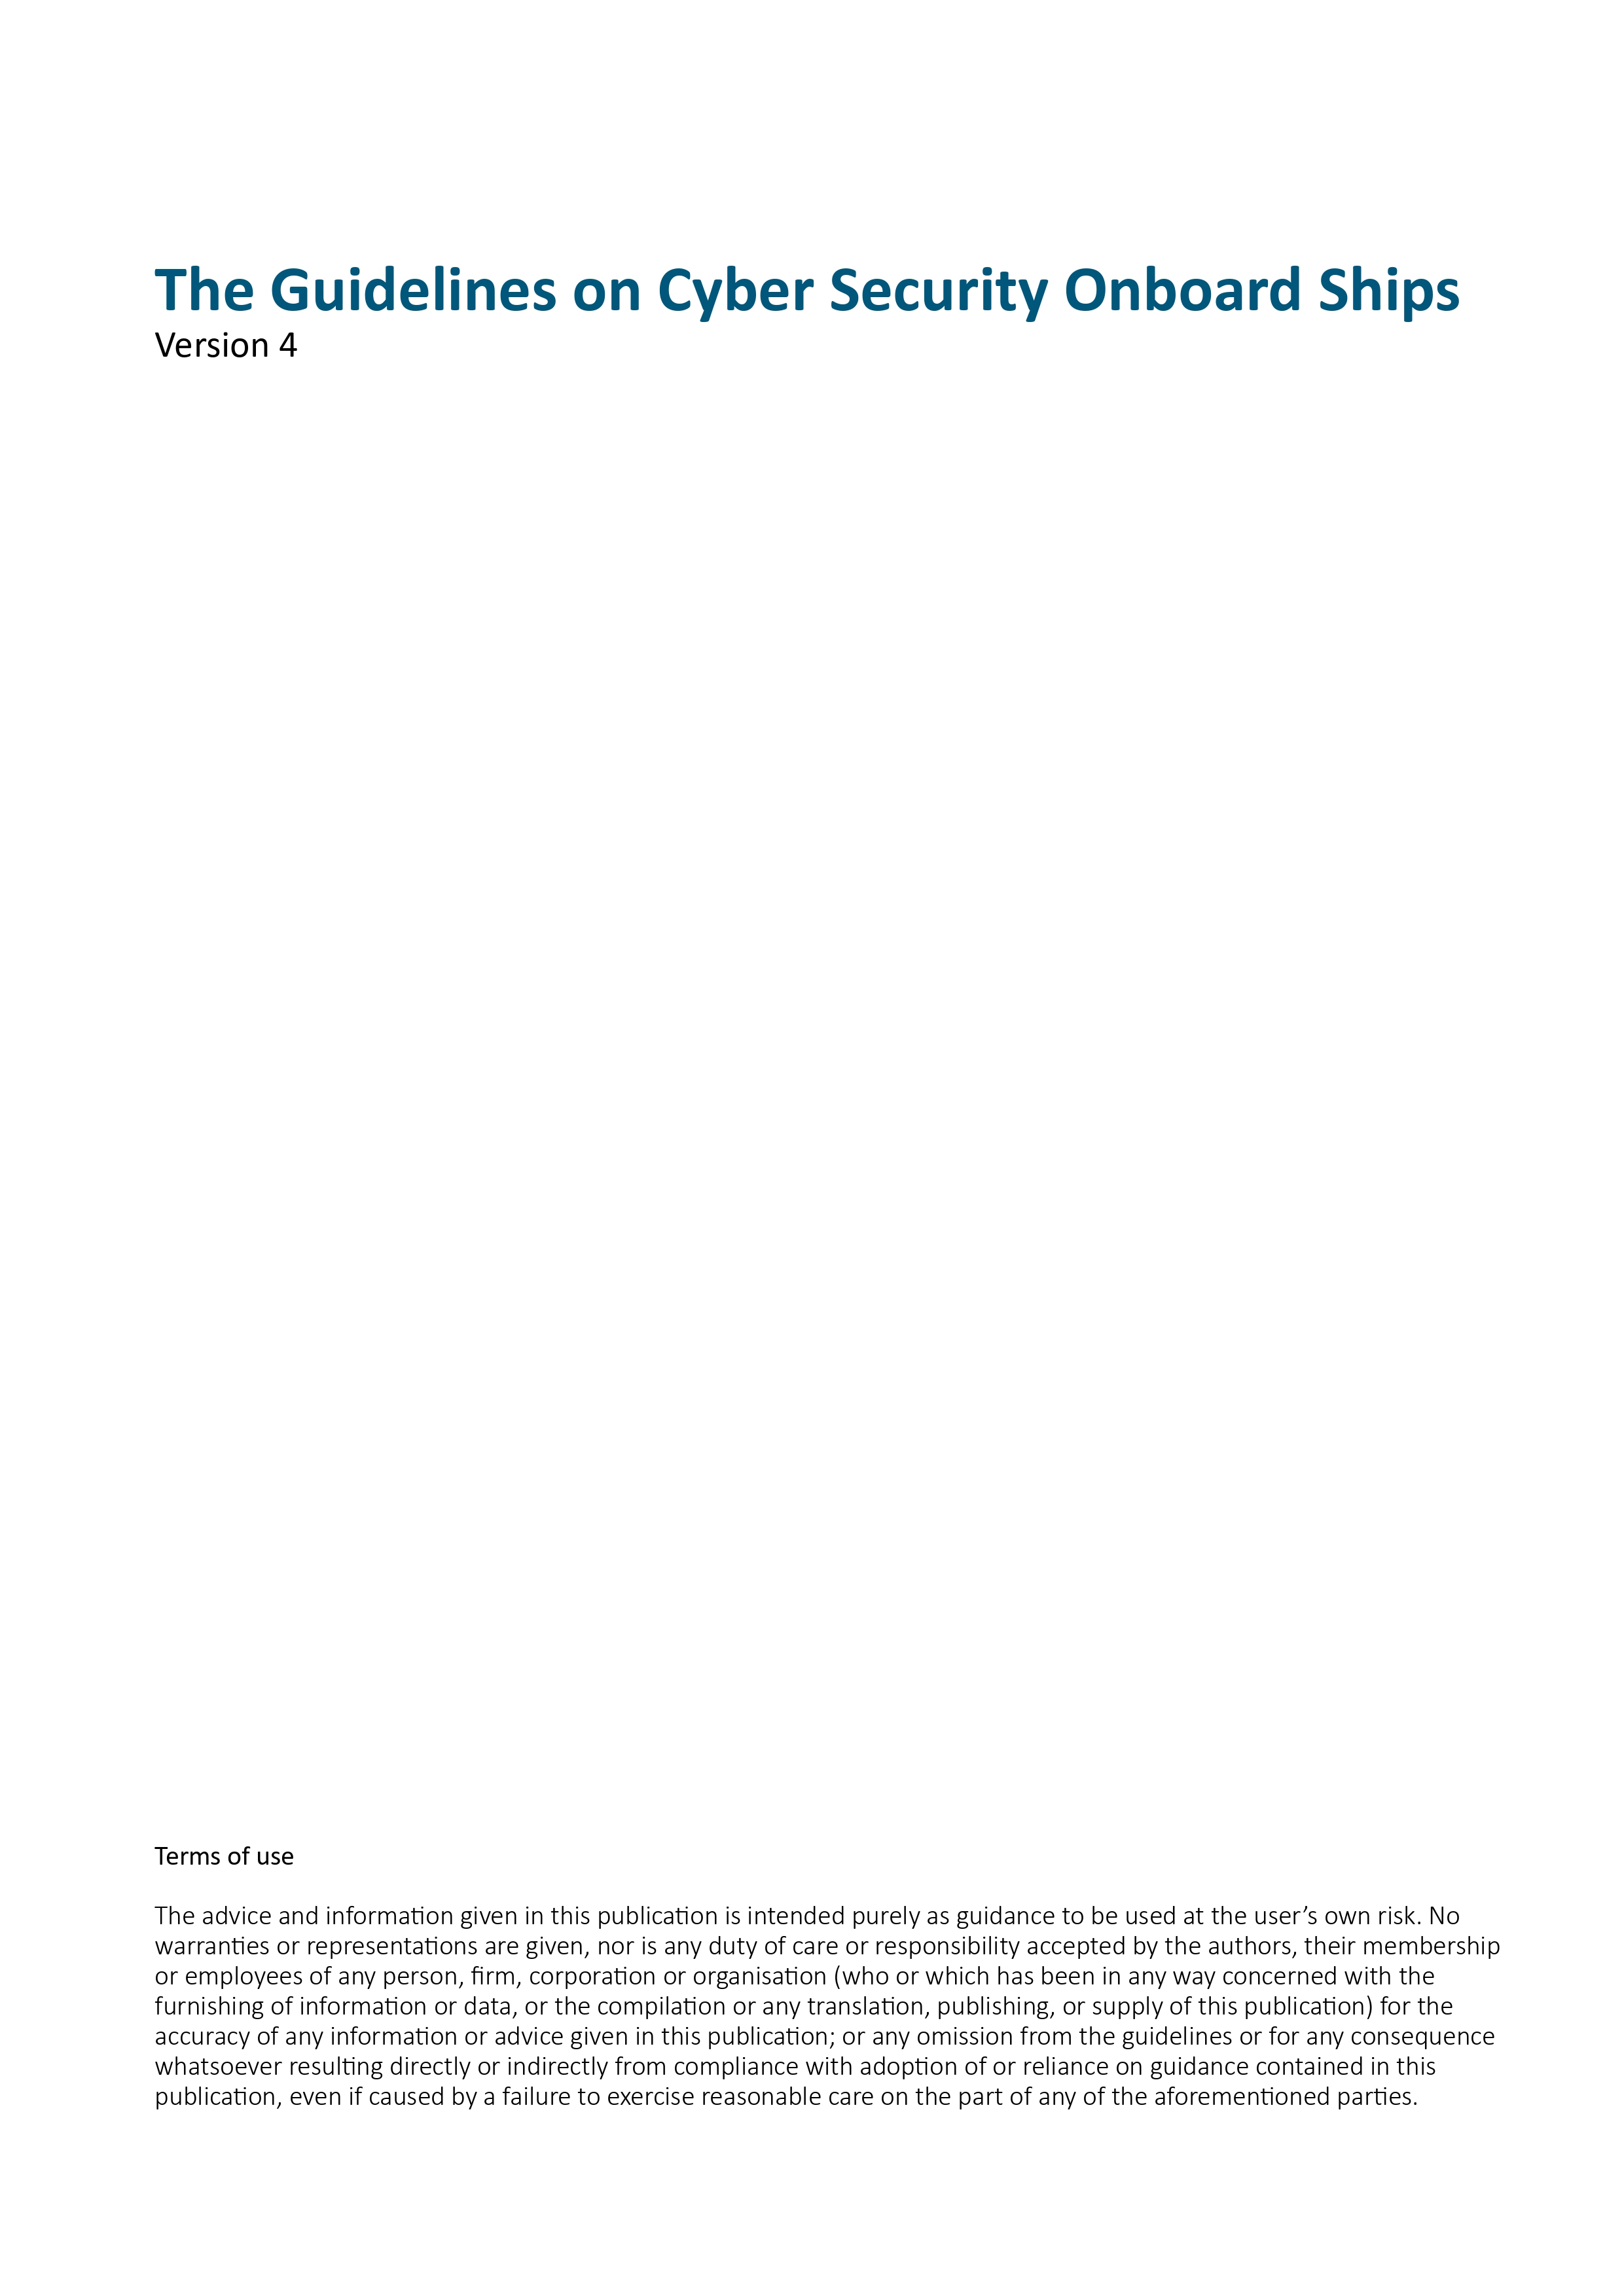 The Guidelines on Cyber Security Onboard Ships
Version 4
Terms of use
The advice and information given in this publication is intended purely as guidance to be used at the user’s own risk. No
warranties or representations are given, nor is any duty of care or responsibility accepted by the authors, their membership
or employees of any person, firm, corporation or organisation (who or which has been in any way concerned with the
furnishing of information or data, or the compilation or any translation, publishing, or supply of this publication) for the
accuracy of any information or advice given in this publication; or any omission from the guidelines or for any consequence
whatsoever resulting directly or indirectly from compliance with adoption of or reliance on guidance contained in this
publication, even if caused by a failure to exercise reasonable care on the part of any of the aforementioned parties.